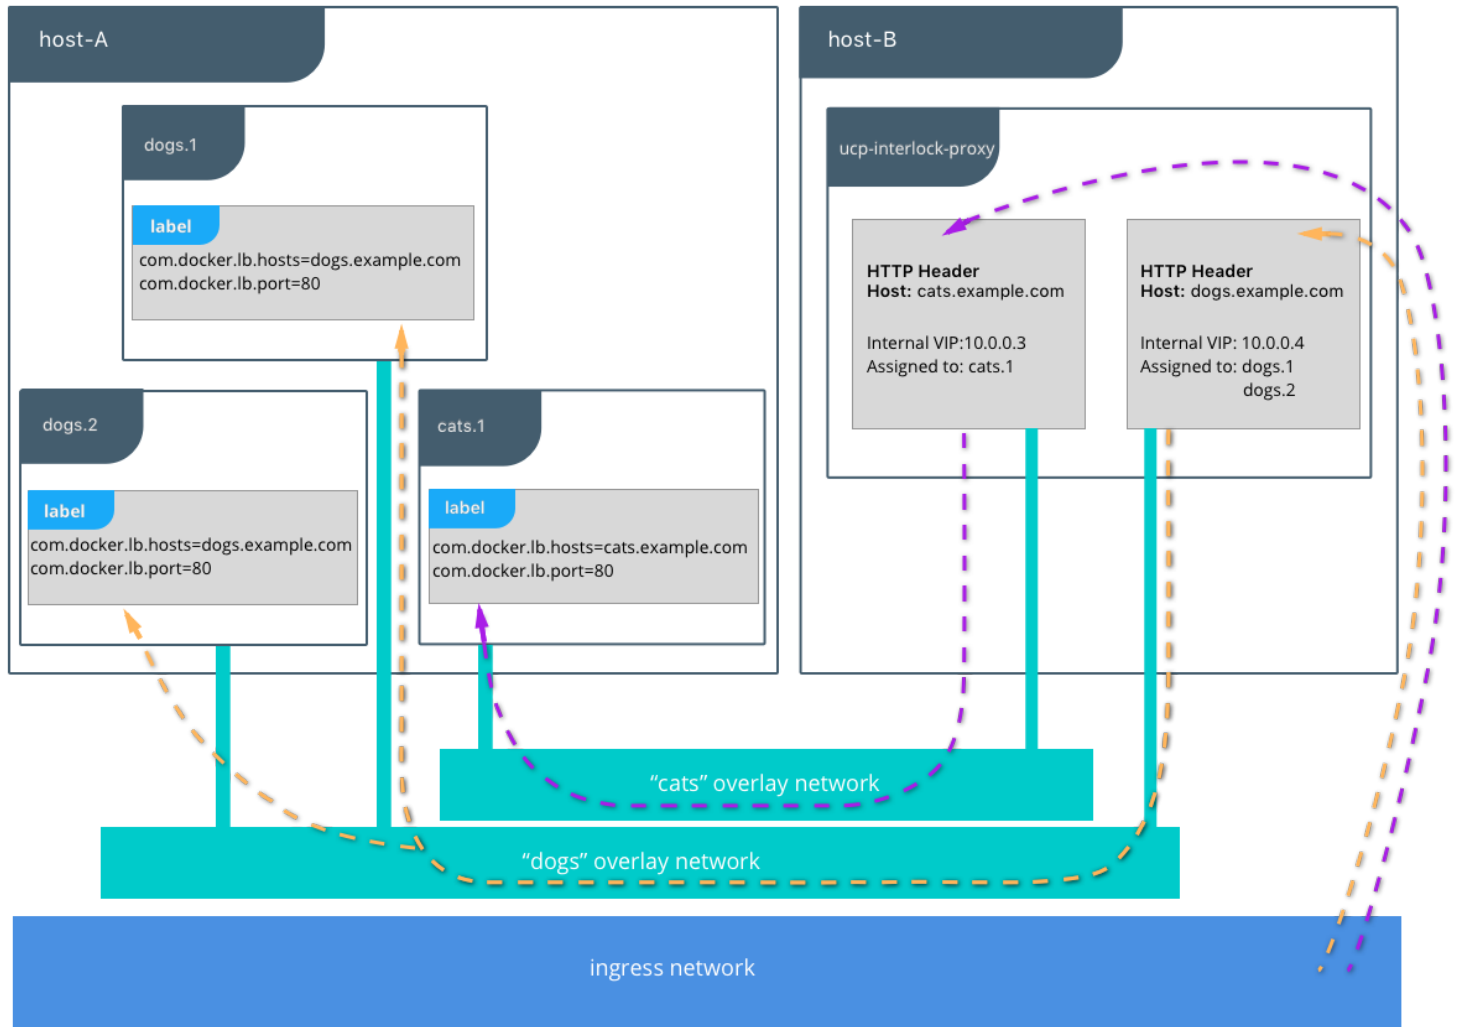 host-A
dogs.1
label
com.docker.lb.hosts=dogs.example.com
com.docker.lb.port=80
dogs.2
label
com.docker.lb.hosts=dogs.example.com
com.docker.lb.port=80
cats.1
label
com.docker.lb.hosts=cats.example.com
com.docker.lb.port=80
host-B
ucp-interlock-proxy
HTTP Header
Host: cats.example.com
Internal VIP:10.0.0.3
Assigned to: cats.1
HTTP Header
Host: dogs.example.com
Internal VIP: 10.0.0.4
Assigned to: dogs.1
dogs.2
“cats” overlay network
“dogs” overlay network
ingress network